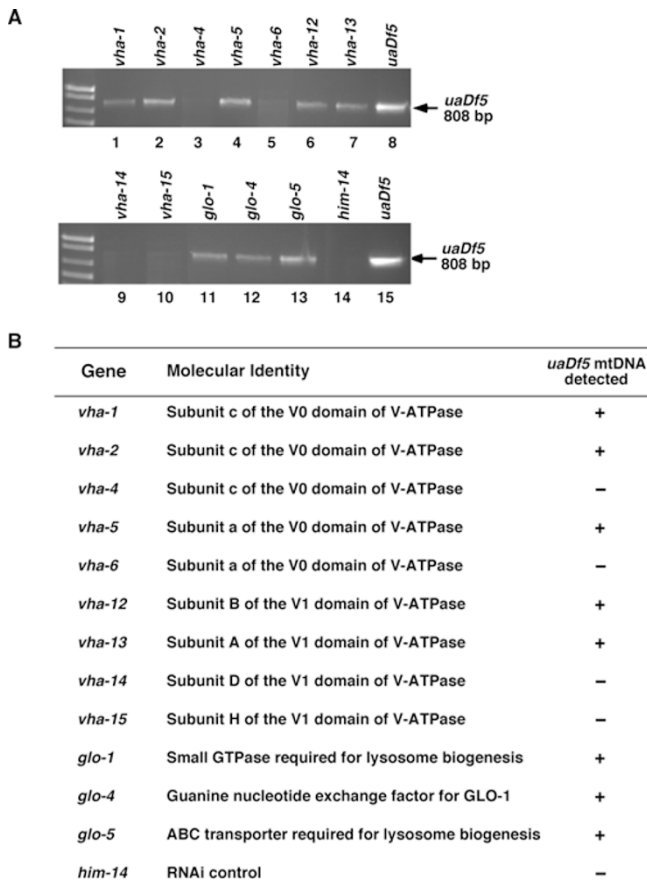 A
vha-1 vha-2 vha-4 vha-5 vha-6 vha-12 vha-13 uaDf5
uaDf5
808 bp
1 2 3 4 5 6 7 8
vha-14 vha-15 glo-1 glo-4 glo-5 him-14 uaDf5
uaDf5
808 bp
9 10 11 12 13 14 15
B
Gene Molecular Identity uaDf5 mtDNA detected
vha-1 Subunit c of the V0 domain of V-ATPase +
vha-2 Subunit c of the V0 domain of V-ATPase +
vha-4 Subunit c of the V0 domain of V-ATPase –
vha-5 Subunit a of the V0 domain of V-ATPase +
vha-6 Subunit a of the V0 domain of V-ATPase –
vha-12 Subunit B of the V1 domain of V-ATPase +
vha-13 Subunit A of the V1 domain of V-ATPase +
vha-14 Subunit D of the V1 domain of V-ATPase –
vha-15 Subunit H of the V1 domain of V-ATPase –
glo-1 Small GTPase required for lysosome biogenesis +
glo-4 Guanine nucleotide exchange factor for GLO-1 +
glo-5 ABC transporter required for lysosome biogenesis +
him-14 RNAi control –